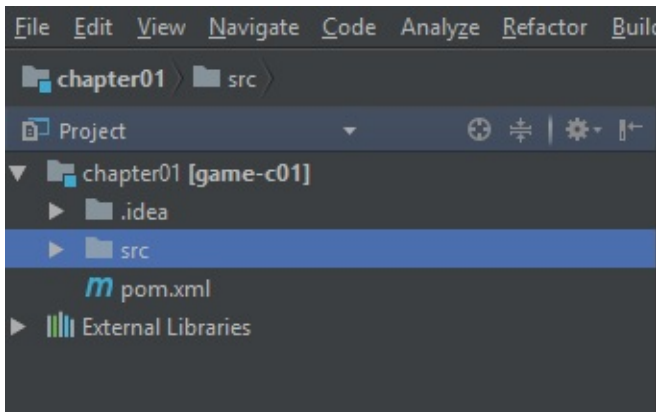 File Edit View Navigate Code Analyze Refactor Build
chapter01 src
Project
chapter01 [game-c01]
.idea
src
m pom.xml
External Libraries